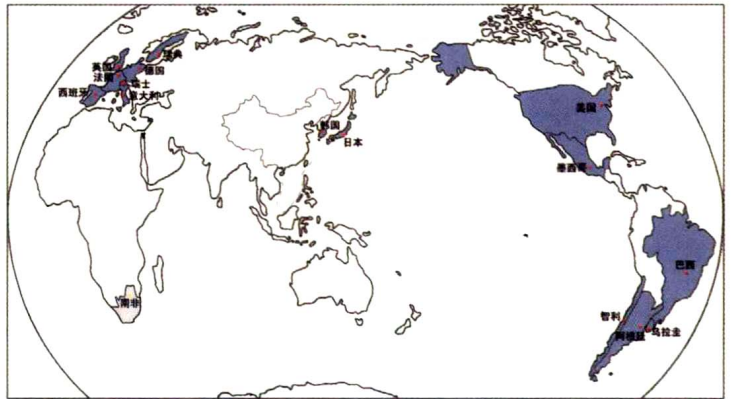 瑞典
英国
德国
法国
瑞士
西班牙
意大利
韩国
日本
美国
墨西哥
巴西
南非
智利
乌拉圭
阿根廷